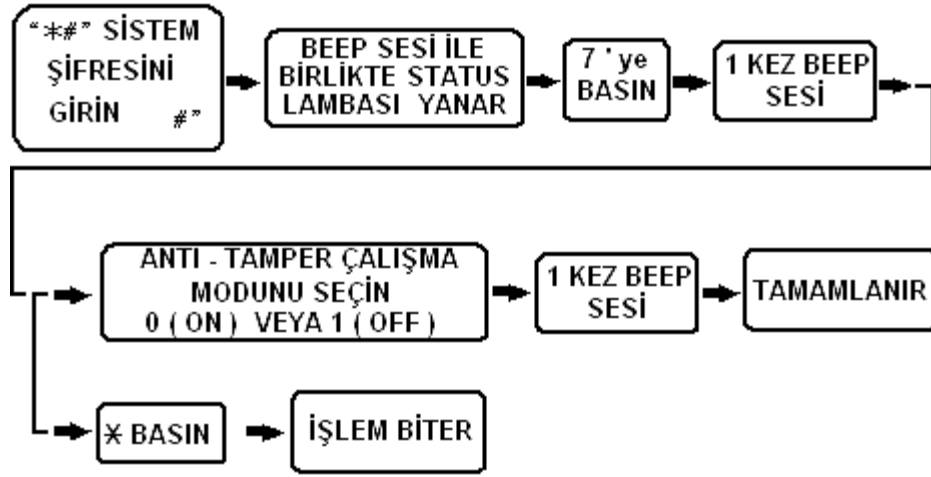 “*#” SİSTEM
ŞİFRESİNİ
GİRİN #”
BEEP SESİ İLE
BİRLİKTE STATUS
LAMBASI YANAR
7 ' ye
BASIN
1 KEZ BEEP
SESİ
ANTI - TAMPER ÇALIŞMA
MODUNU SEÇİN
0 ( ON ) VEYA 1 ( OFF )
1 KEZ BEEP
SESİ
TAMAMLANIR
* BASIN
İŞLEM BİTER